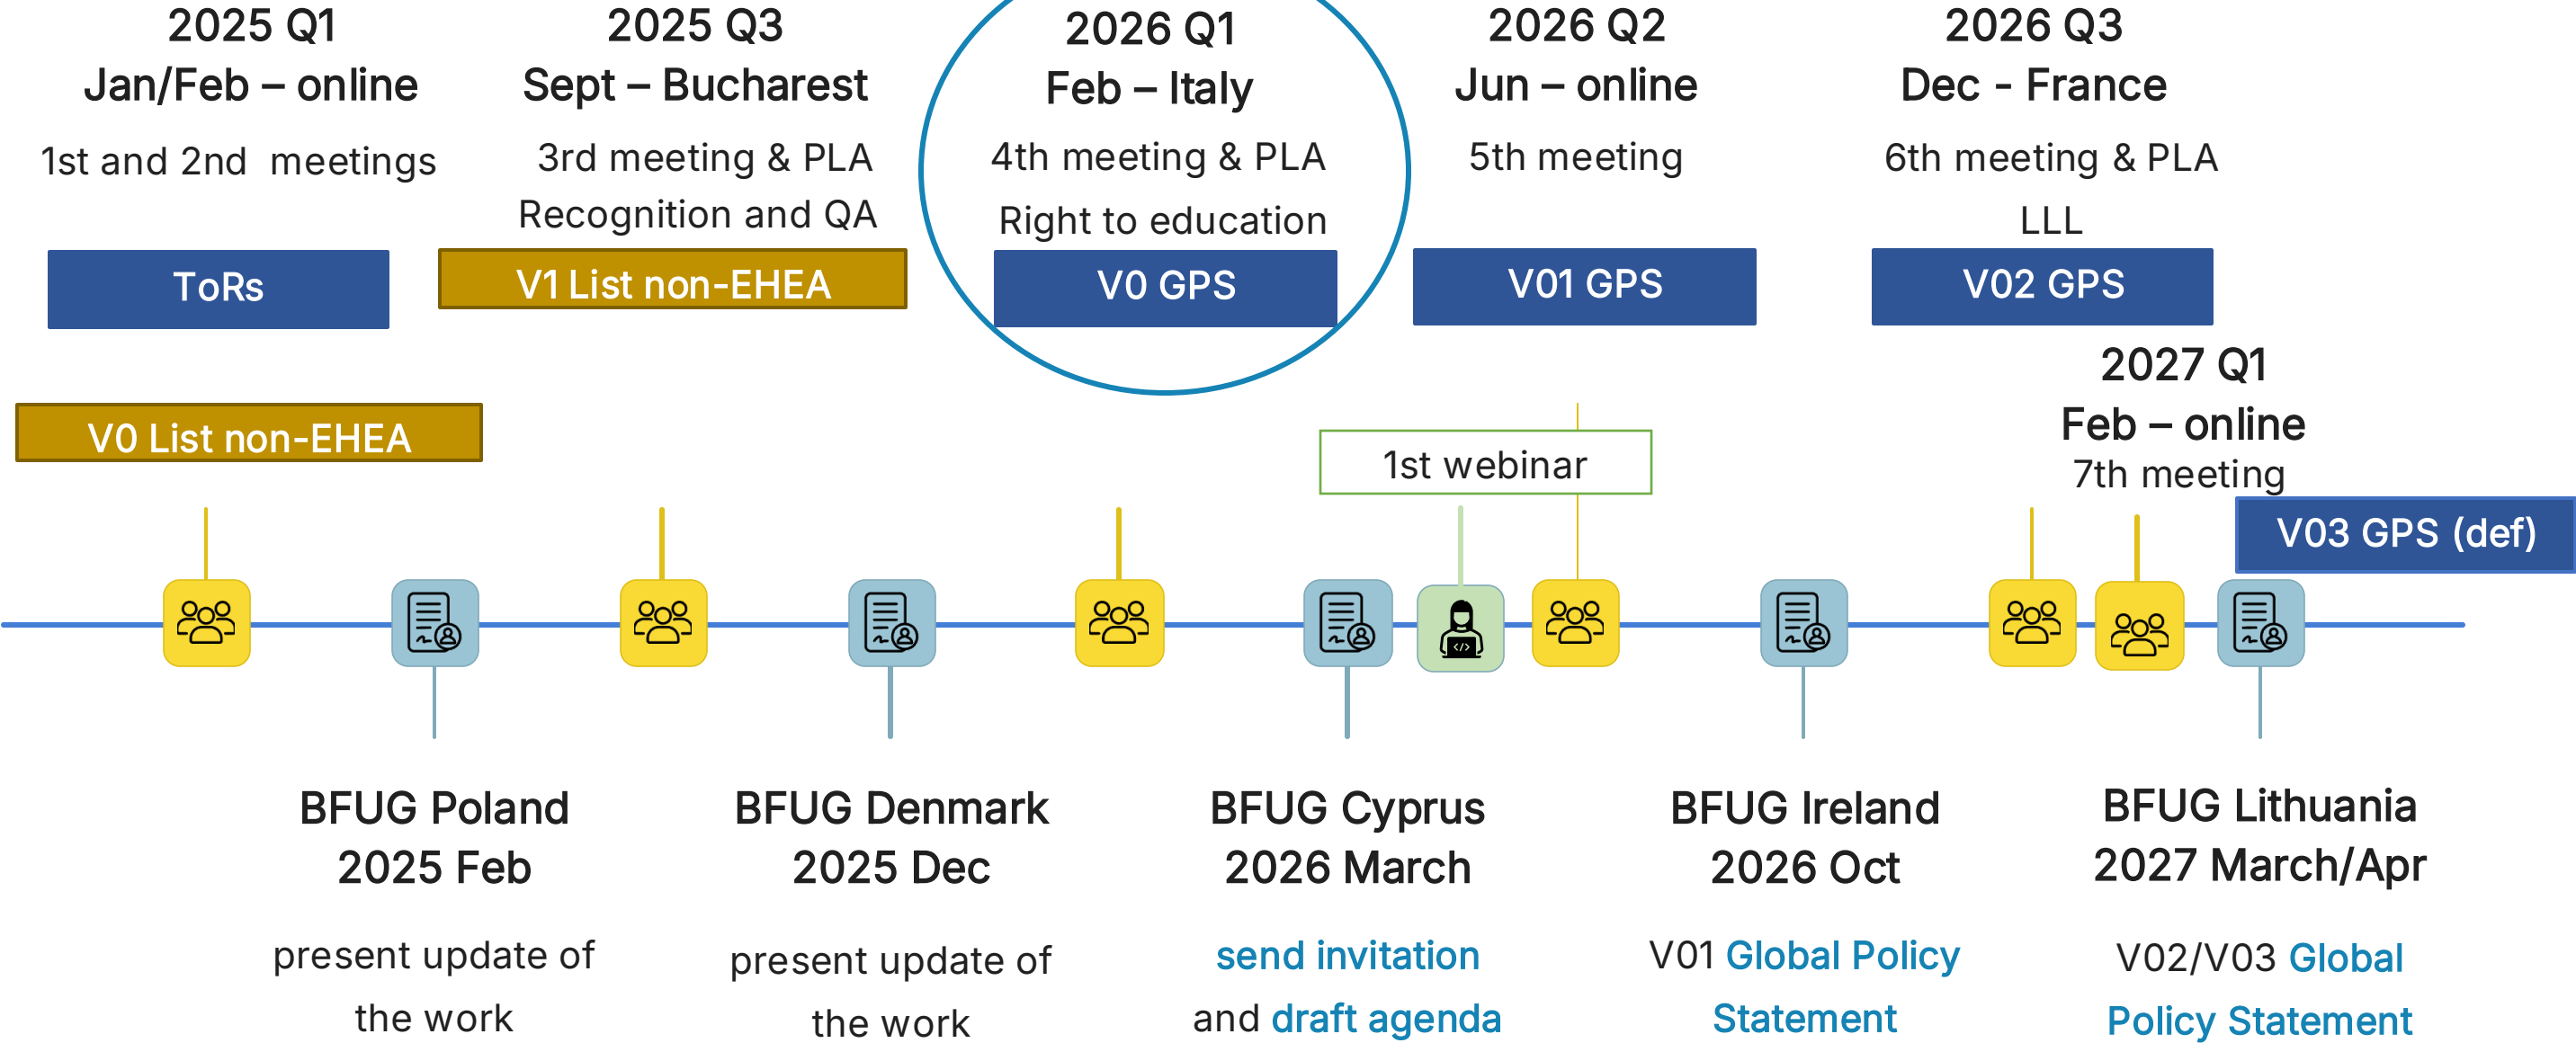 2025 Q1
Jan/Feb – online
1st and 2nd meetings
ToRs
V0 List non-EHEA
2025 Q3
Sept – Bucharest
3rd meeting & PLA
Recognition and QA
V1 List non-EHEA
2026 Q1
Feb – Italy
4th meeting & PLA
Right to education
V0 GPS
2026 Q2
Jun – online
5th meeting
V01 GPS
1st webinar
2026 Q3
Dec - France
6th meeting & PLA
LLL
V02 GPS
2027 Q1
Feb – online
7th meeting
V03 GPS (def)
BFUG Poland
2025 Feb
present update of
the work
BFUG Denmark
2025 Dec
present update of
the work
BFUG Cyprus
2026 March
send invitation
and draft agenda
BFUG Ireland
2026 Oct
V01 Global Policy
Statement
BFUG Lithuania
2027 March/Apr
V02/V03 Global
Policy Statement